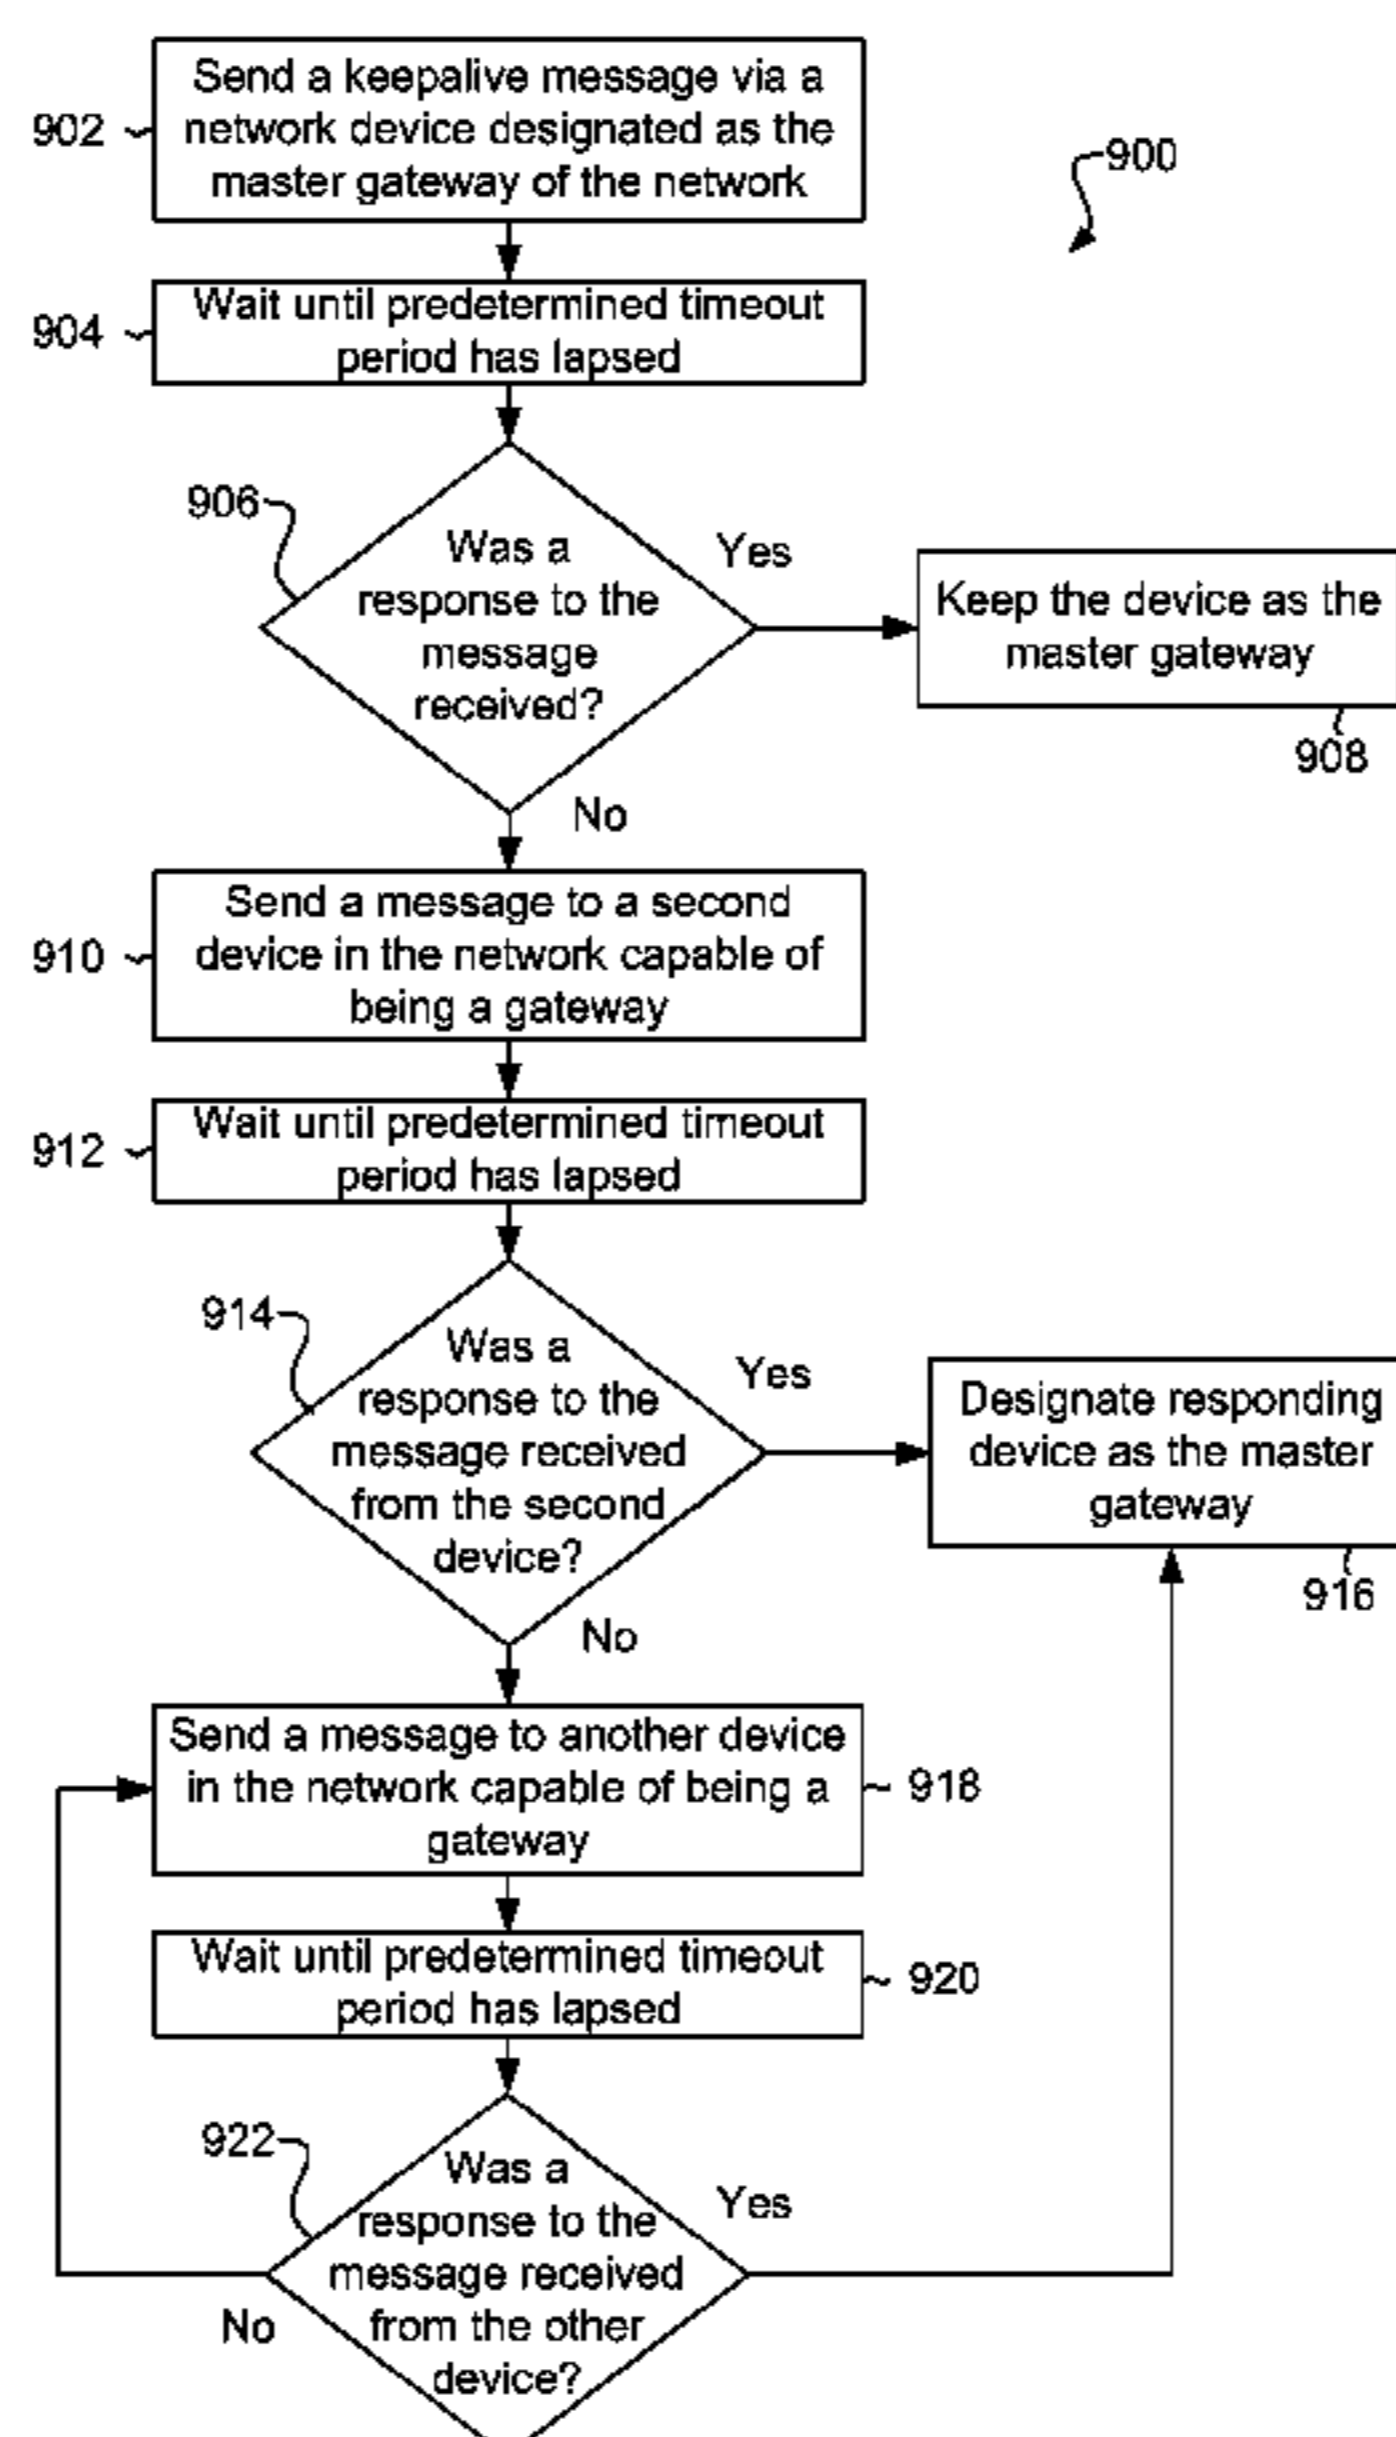 Send a keepalive message via a
network device designated as the
master gateway of the network
902
900
Wait until predetermined timeout
period has lapsed
904
906
Was a
response to the
message
received?
Yes
Keep the device as the
master gateway
908
No
Send a message to a second
device in the network capable of
being a gateway
910
Wait until predetermined timeout
period has lapsed
912
914
Was a
response to the
message received
from the second
device?
Yes
Designate responding
device as the master
gateway
916
No
Send a message to another device
in the network capable of being a
gateway
918
Wait until predetermined timeout
period has lapsed
920
922
Was a
response to the
message received
from the other
device?
Yes
No